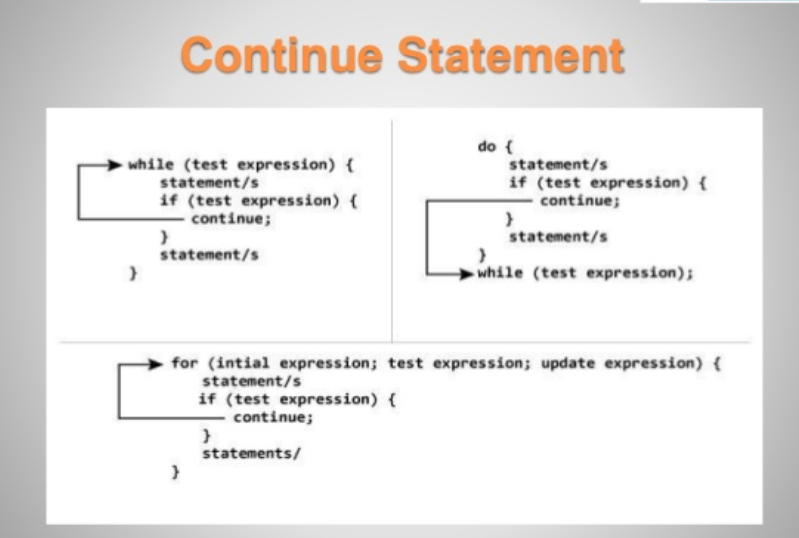 Continue Statement
while (test expression) {
statement/s
if (test expression) {
continue;
}
statement/s
}
do {
statement/s
if (test expression) {
continue;
}
statement/s
}
while (test expression);
for (intial expression; test expression; update expression) {
statement/s
if (test expression) {
continue;
}
statements/
}